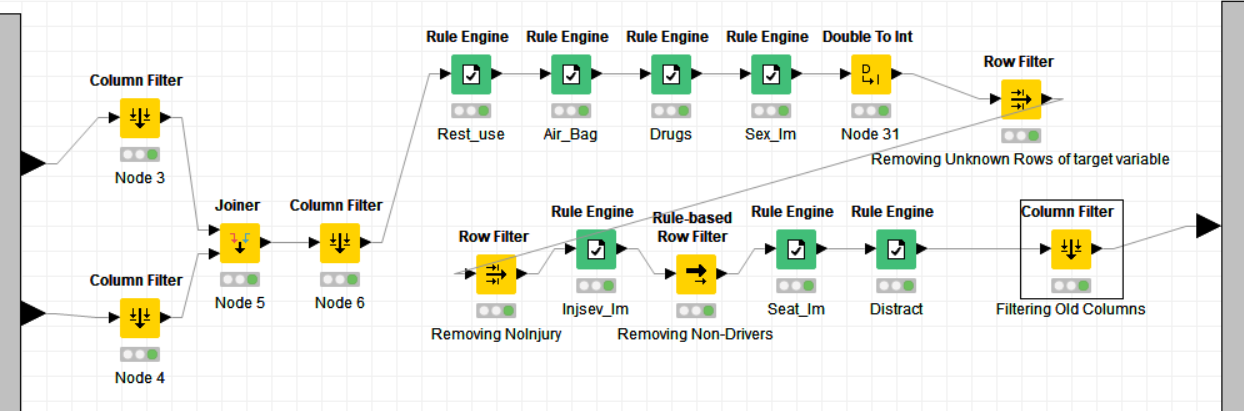 Rule Engine Rule Engine Rule Engine Rule Engine Double To Int
Row Filter
Column Filter
D
I
Rest_use Air_Bag Drugs Sex_Im Node 31
Removing Unknown Rows of target variable
Node 3
Joiner Column Filter
Rule Engine Rule-based Rule Engine Rule Engine Column Filter
Row Filter Row Filter
Column Filter
Node 5 Node 6
Injsev_Im Seat_Im Distract Filtering Old Columns
Removing NoInjury Removing Non-Drivers
Node 4